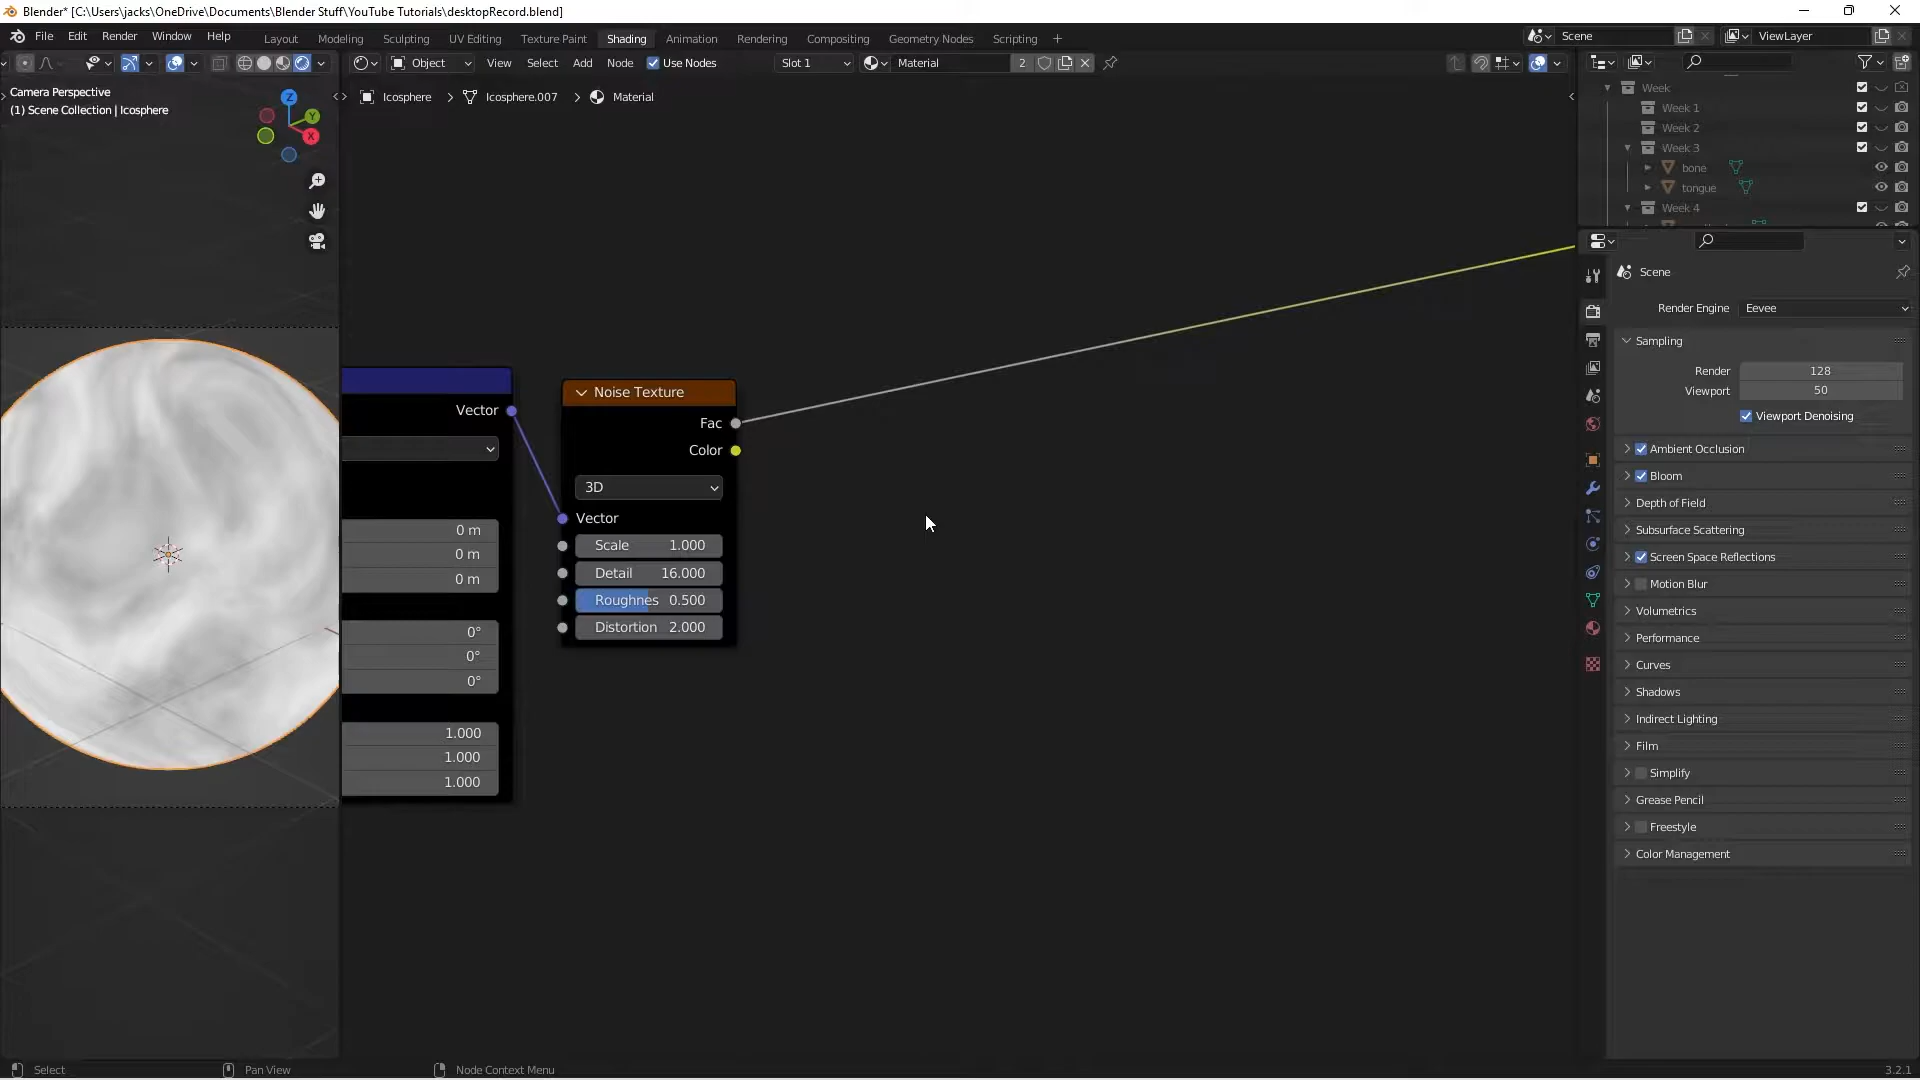 Blender* [C:\Users\jacks\OneDrive\Documents\Blender Stuff\YouTube Tutorials\desktopRecord.blend]
File Edit Render Window Help Layout Modeling Sculpting UV Editing Texture Paint Shading Animation Rendering Compositing Geometry Nodes Scripting + Scene ViewLayer
Object View Select Add Node Use Nodes Slot 1 Material 2
Camera Perspective
(1) Scene Collection | Icosphere
Z
Y
X
Icosphere > Icosphere.007 > Material
Week
Week 1
Week 2
Week 3
bone
tongue
Week 4
Vector
0 m
0 m
0 m
0°
0°
0°
1.000
1.000
1.000
Noise Texture
Fac
Color
3D
Vector
Scale 1.000
Detail 16.000
Roughnes 0.500
Distortion 2.000
Scene
Render Engine Eevee
Sampling
Render 128
Viewport 50
Viewport Denoising
Ambient Occlusion
Bloom
Depth of Field
Subsurface Scattering
Screen Space Reflections
Motion Blur
Volumetrics
Performance
Curves
Shadows
Indirect Lighting
Film
Simplify
Grease Pencil
Freestyle
Color Management
Select Pan View Node Context Menu 3.2.1